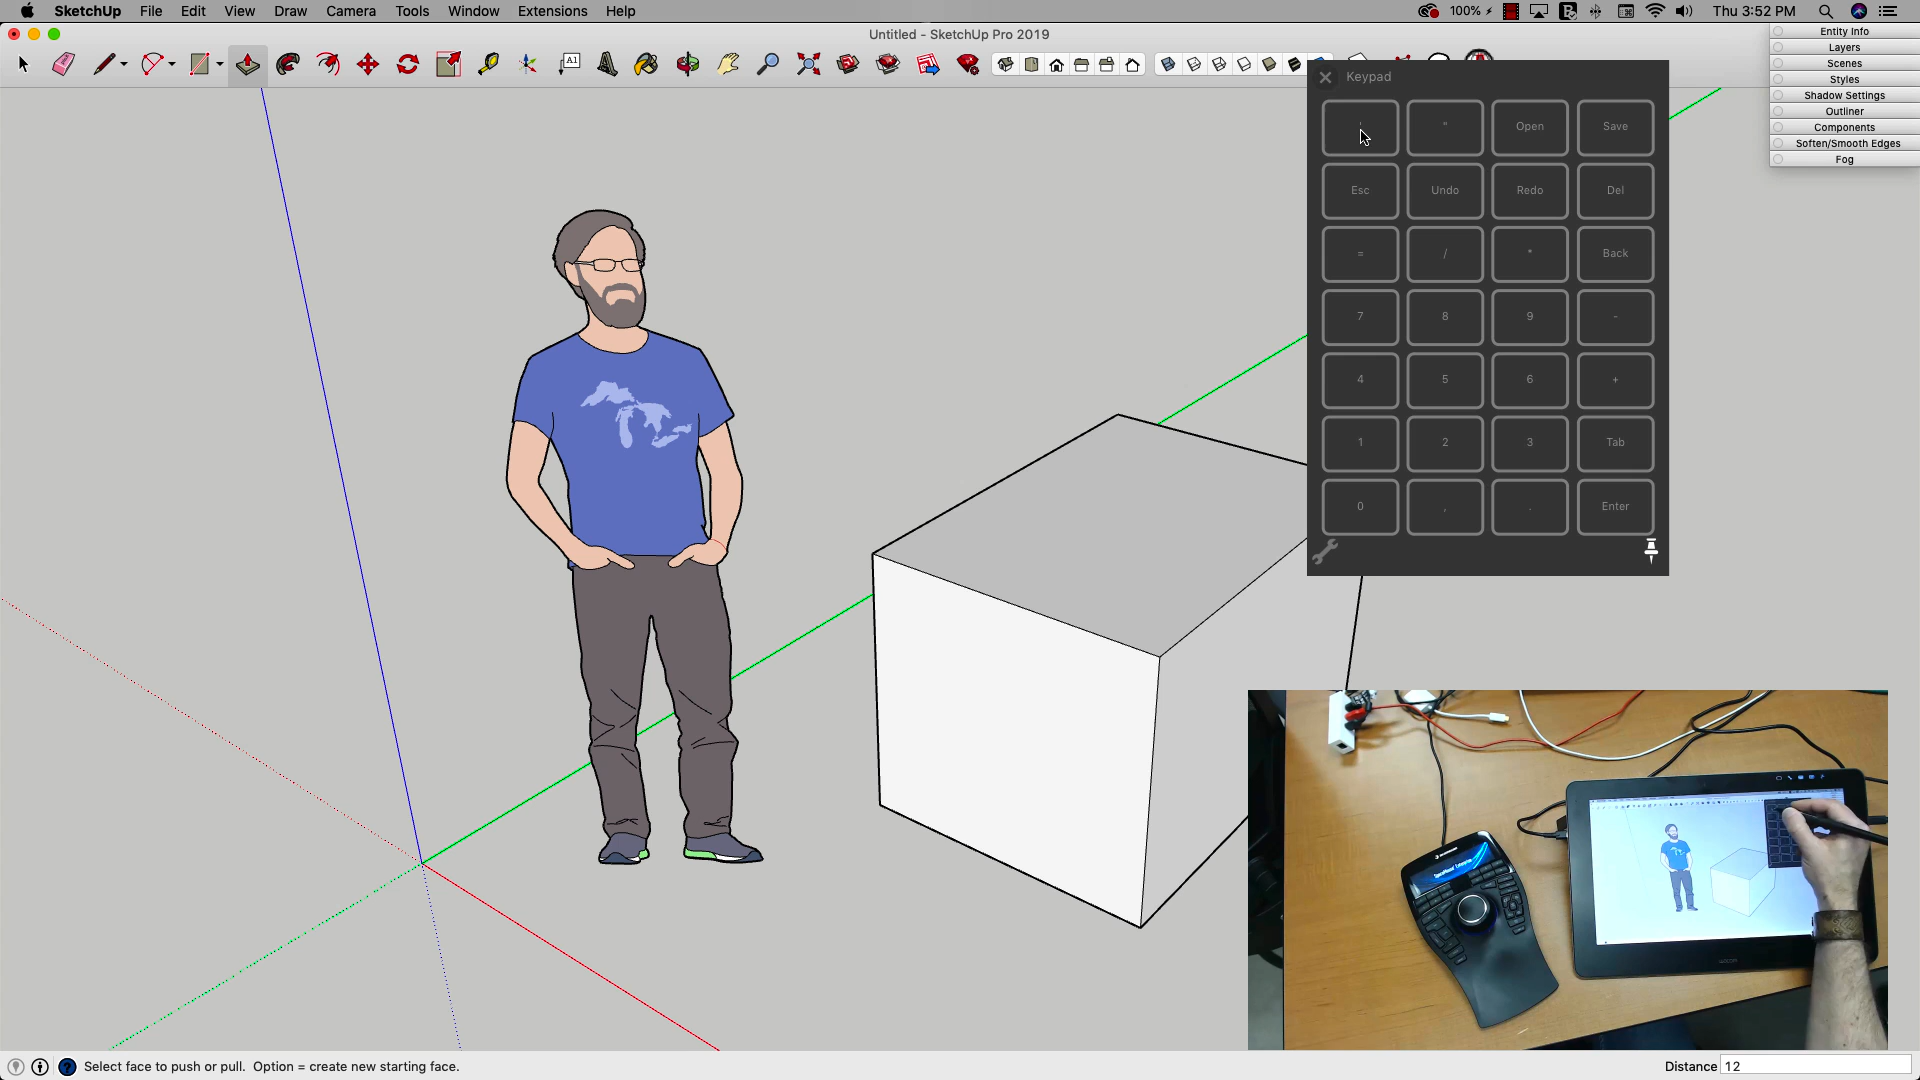 SketchUp File Edit View Draw Camera Tools Window Extensions Help 100% Thu 3:52 PM
Untitled - SketchUp Pro 2019
A1
Entity Info
Layers
Scenes
Styles
Shadow Settings
Outliner
Components
Soften/Smooth Edges
Fog
Keypad
' " Open Save
Esc Undo Redo Del
= / * Back
7 8 9 -
4 5 6 +
1 2 3 Tab
0 , . Enter
Select face to push or pull. Option = create new starting face.
Distance 12